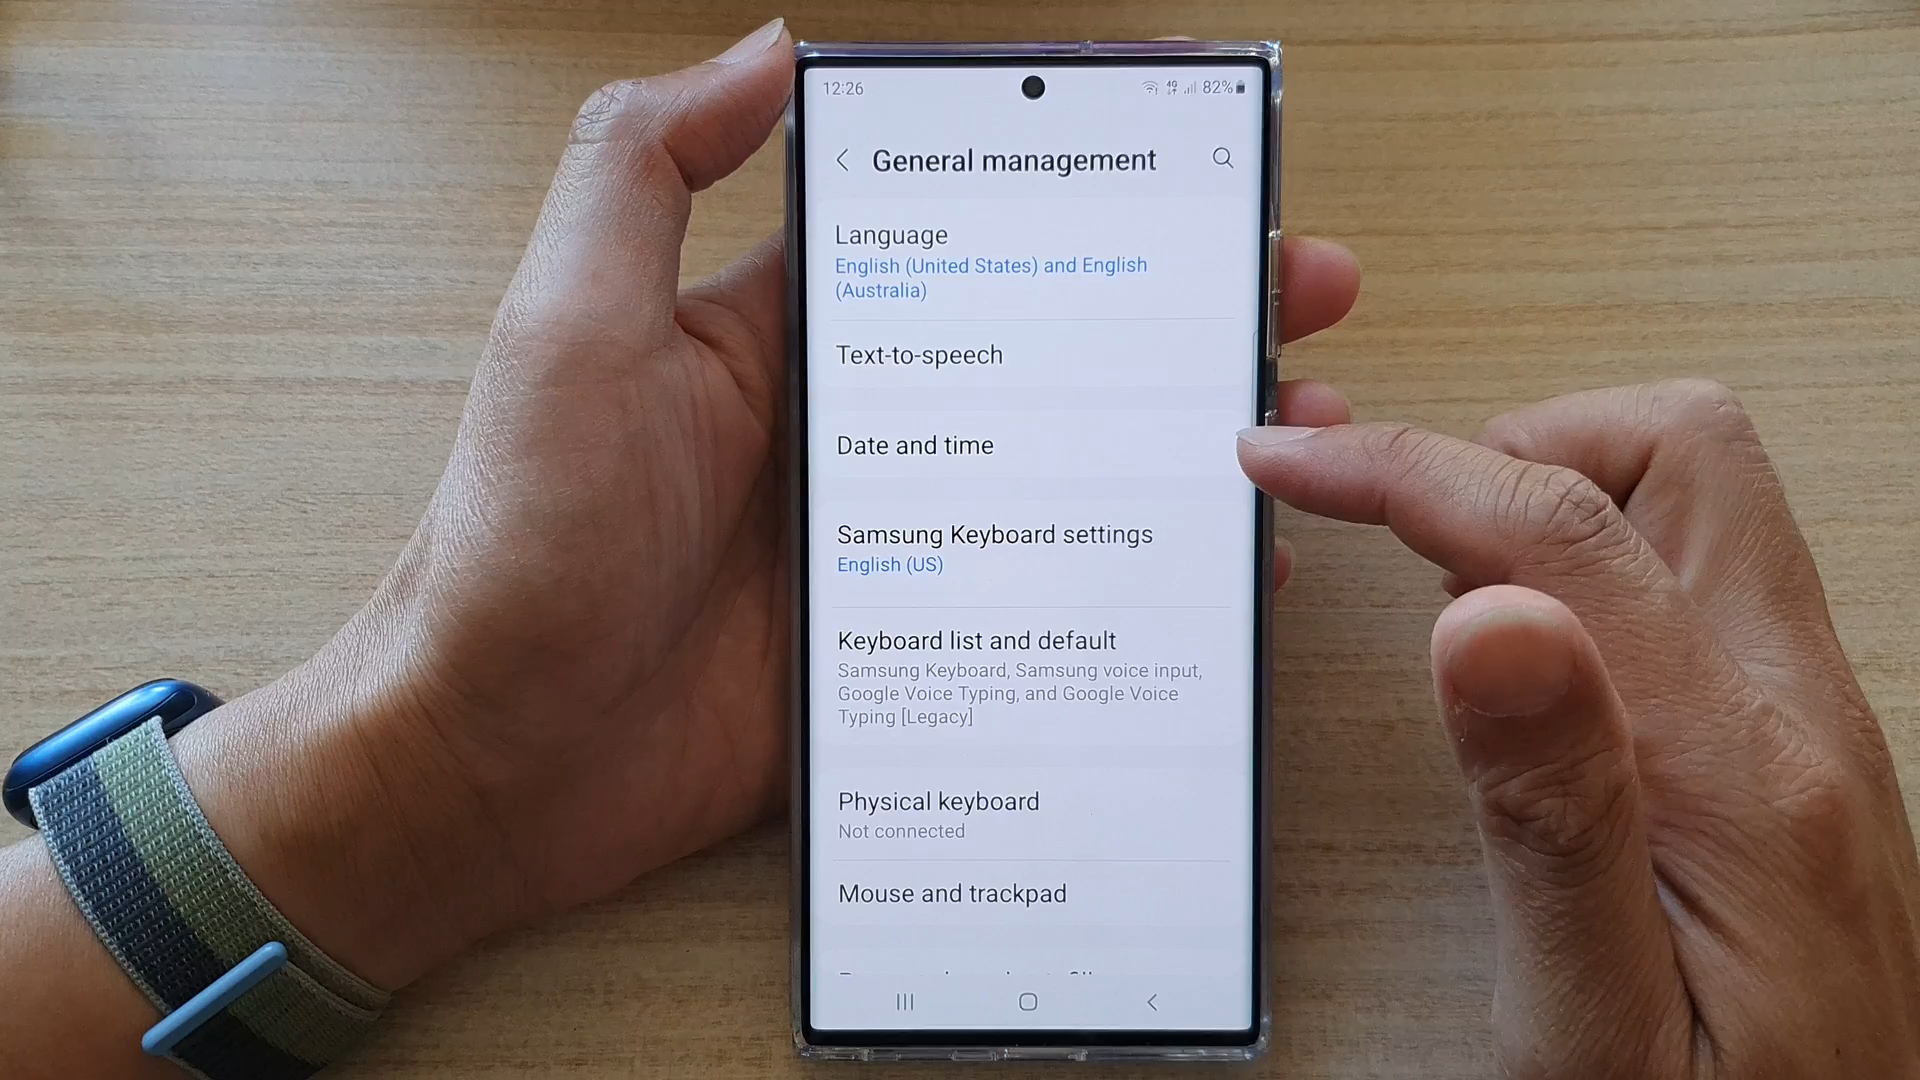 12:26 4G 82%
General management
Language
English (United States) and English
(Australia)
Text-to-speech
Date and time
Samsung Keyboard settings
English (US)
Keyboard list and default
Samsung Keyboard, Samsung voice input,
Google Voice Typing, and Google Voice
Typing [Legacy]
Physical keyboard
Not connected
Mouse and trackpad